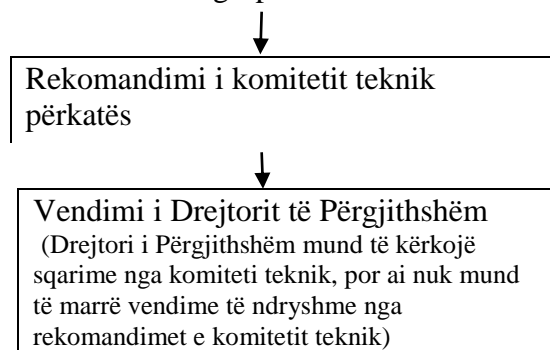 Rekomandimi i komitetit teknik
përkatës
Vendimi i Drejtorit të Përgjithshëm
(Drejtori i Përgjithshëm mund të kërkojë
sqarime nga komiteti teknik, por ai nuk mund
të marrë vendime të ndryshme nga
rekomandimet e komitetit teknik)